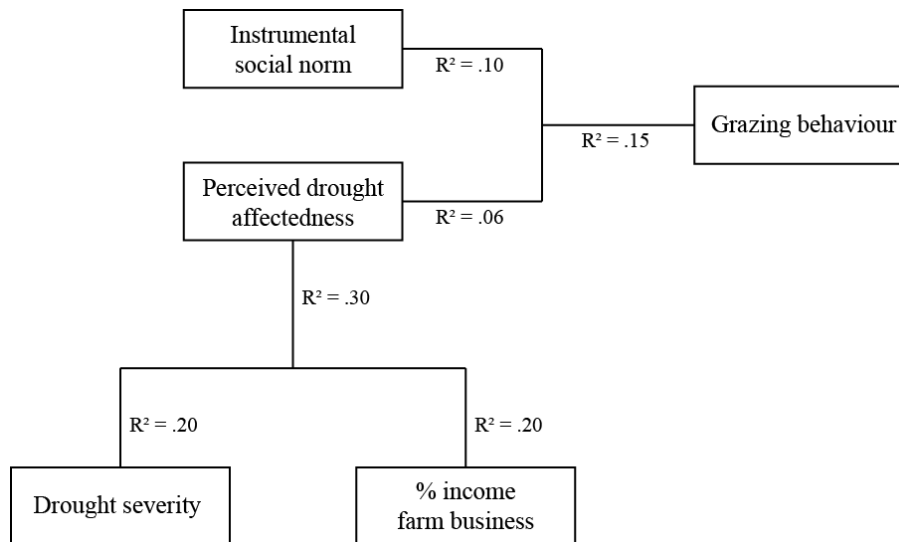 Instrumental
social norm
R² = .10
Grazing behaviour
R² = .15
Perceived drought
affectedness
R² = .06
R² = .30
R² = .20
R² = .20
Drought severity
% income
farm business